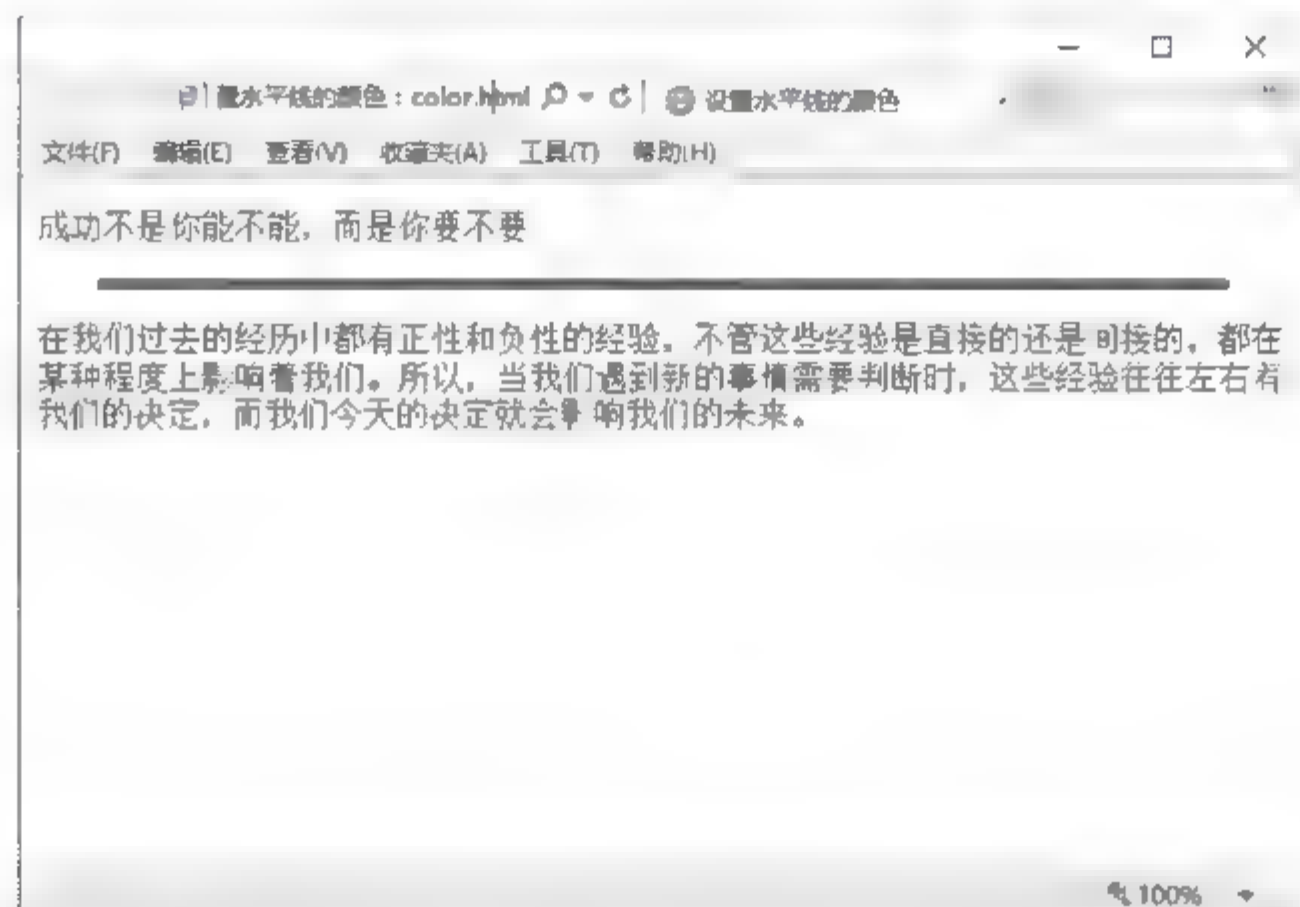 置水平线的颜色：color.html
设置水平线的颜色
文件(F) 编辑(E) 查看(V) 收藏夹(A) 工具(T) 帮助(H)
成功不是你能不能，而是你要不要
在我们过去的经历中都有正性和负性的经验。不管这些经验是直接的还是间接的，都在
某种程度上影响着我们。所以，当我们遇到新的事情需要判断时，这些经验往往左右着
我们的决定，而我们今天的决定就会影响我们的未来。
100%